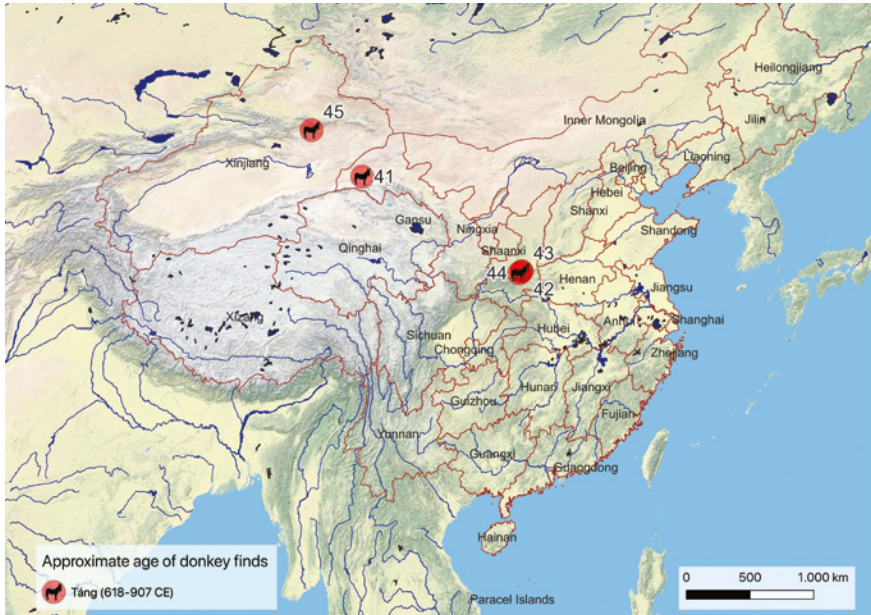 Heilongjiang
45
Inner Mongolia
Jilin
Xinjiang
41
Beijing
Liaoning
Hebei
Shanxi
Gansu
Ningxia
Shandong
Qinghai
Shaanxi
43
44
Henan
42
Jiangsu
Xizang
Hubei
Anhui
Shanghai
Sichuan
Chongqing
Zhejiang
Hunan
Jiangxi
Guizhou
Fujian
Yunnan
Guangxi
Guangdong
Hainan
Approximate age of donkey finds
Táng (618-907 CE)
0 500 1.000 km
Paracel Islands